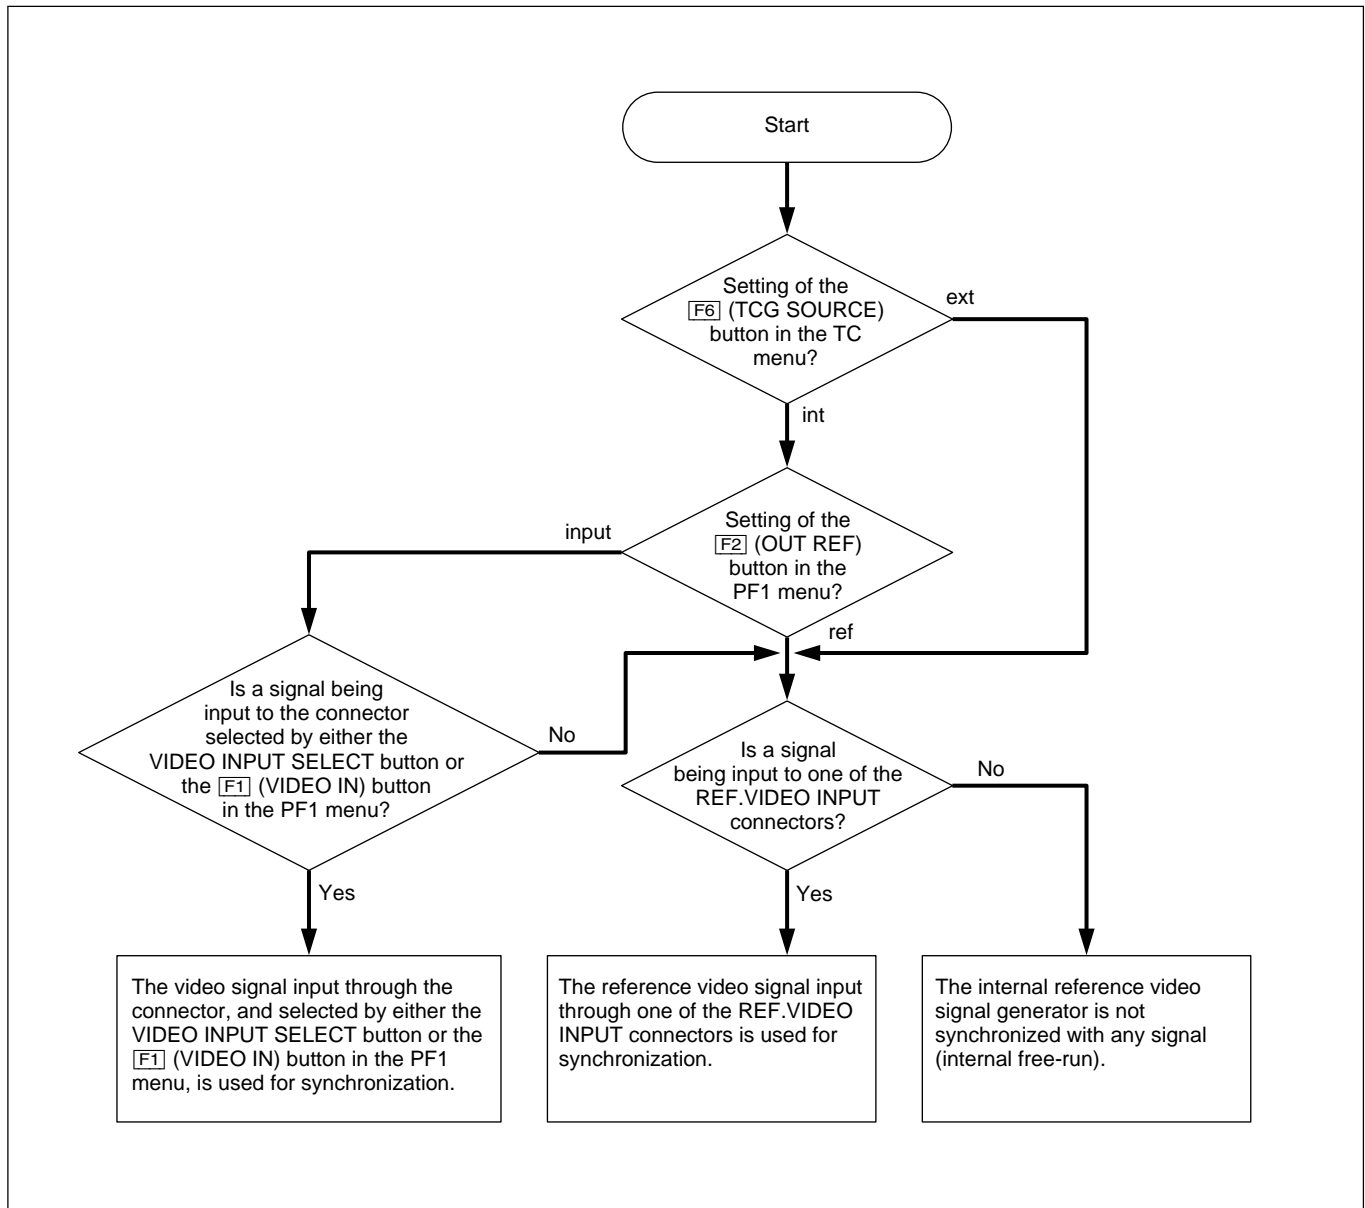 Start
Setting of the
F6 (TCG SOURCE)
button in the TC
menu?
ext
int
Setting of the
F2 (OUT REF)
button in the
PF1 menu?
input
ref
Is a signal being
input to the connector
selected by either the
VIDEO INPUT SELECT button or
the F1 (VIDEO IN) button
in the PF1 menu?
No
Is a signal
being input to one of the
REF.VIDEO INPUT
connectors?
No
Yes
Yes
The video signal input through the
connector, and selected by either the
VIDEO INPUT SELECT button or the
F1 (VIDEO IN) button in the PF1
menu, is used for synchronization.
The reference video signal input
through one of the REF.VIDEO
INPUT connectors is used for
synchronization.
The internal reference video
signal generator is not
synchronized with any signal
(internal free-run).